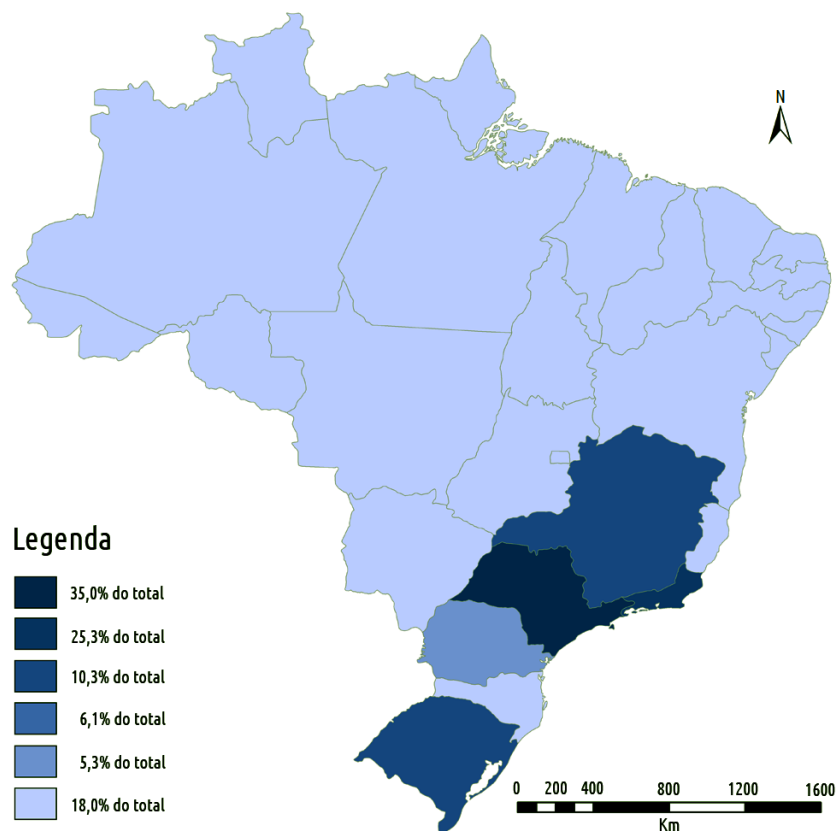 N
Legenda
35,0% do total
25,3% do total
10,3% do total
6,1% do total
5,3% do total
18,0% do total
0 200 400 800 1200 1600
Km